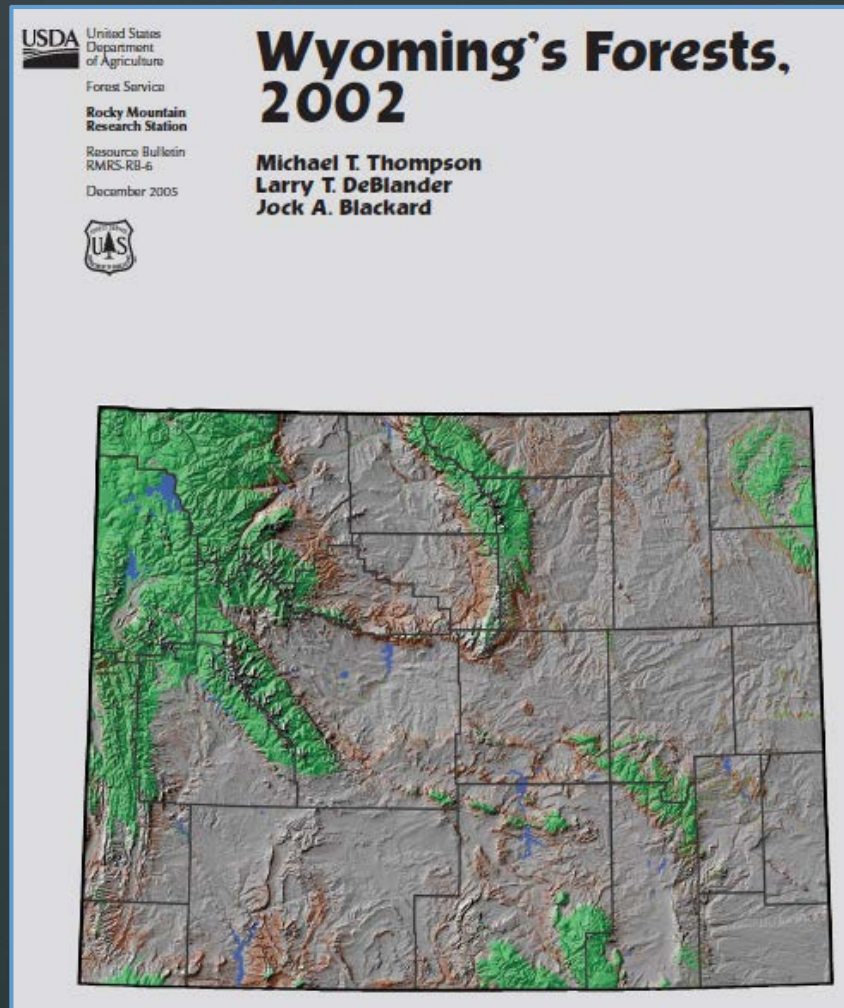 USDA
United States
Department
of Agriculture
Forest Service
Rocky Mountain
Research Station
Resource Bulletin
RMRS-RB-6
December 2005
U S
Wyoming's Forests,
2002
Michael T. Thompson
Larry T. DeBlander
Jock A. Blackard